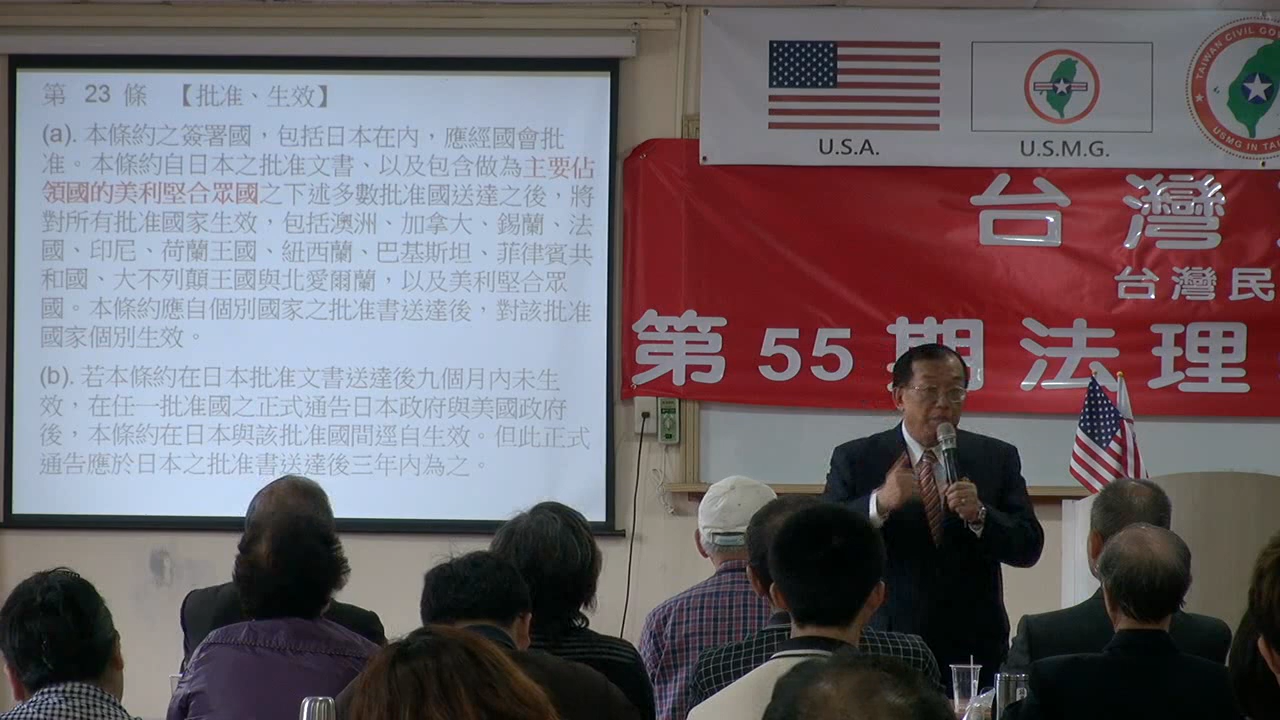 第 23 條 【批准、生效】
(a). 本條約之簽署國，包括日本在內，應經國會批
准。本條約自日本之批准文書、以及包含做為主要佔
領國的美利堅合眾國之下述多數批准國送達之後，將
對所有批准國家生效，包括澳洲、加拿大、錫蘭、法
國、印尼、荷蘭王國、紐西蘭、巴基斯坦、菲律賓共
和國、大不列顛王國與北愛爾蘭，以及美利堅合眾
國。本條約應自個別國家之批准書送達後，對該批准
國家個別生效。
(b). 若本條約在日本批准文書送達後九個月內未生
效，在任一批准國之正式通告日本政府與美國政府
後，本條約在日本與該批准國間逕自生效。但此正式
通告應於日本之批准書送達後三年內為之。
U.S.A.
U.S.M.G.
TAIWAN CIVIL GO
USMG IN TA
台灣
台灣民
第55期法理